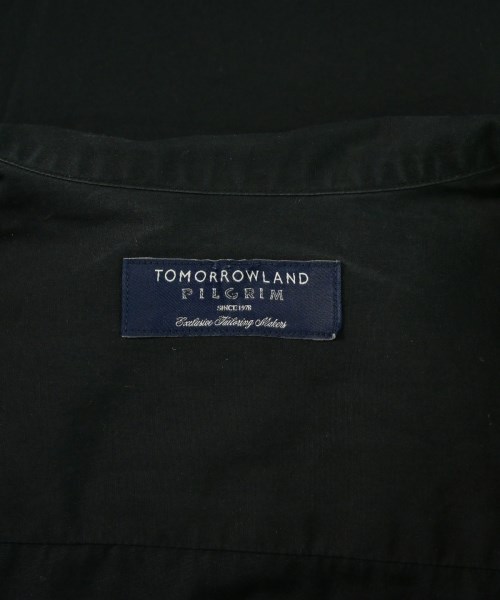 TOMORROWLAND
PILGRIM
SINCE 1978
Exclusive Tailoring Makers